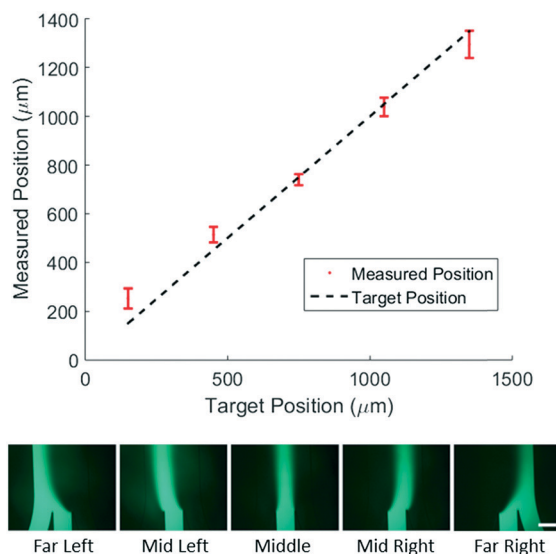 1400
1200
1000
800
600
400
200
0
Measured Position (μm)
Measured Position
Target Position
0 500 1000 1500
Target Position (μm)
Far Left Mid Left Middle Mid Right Far Right